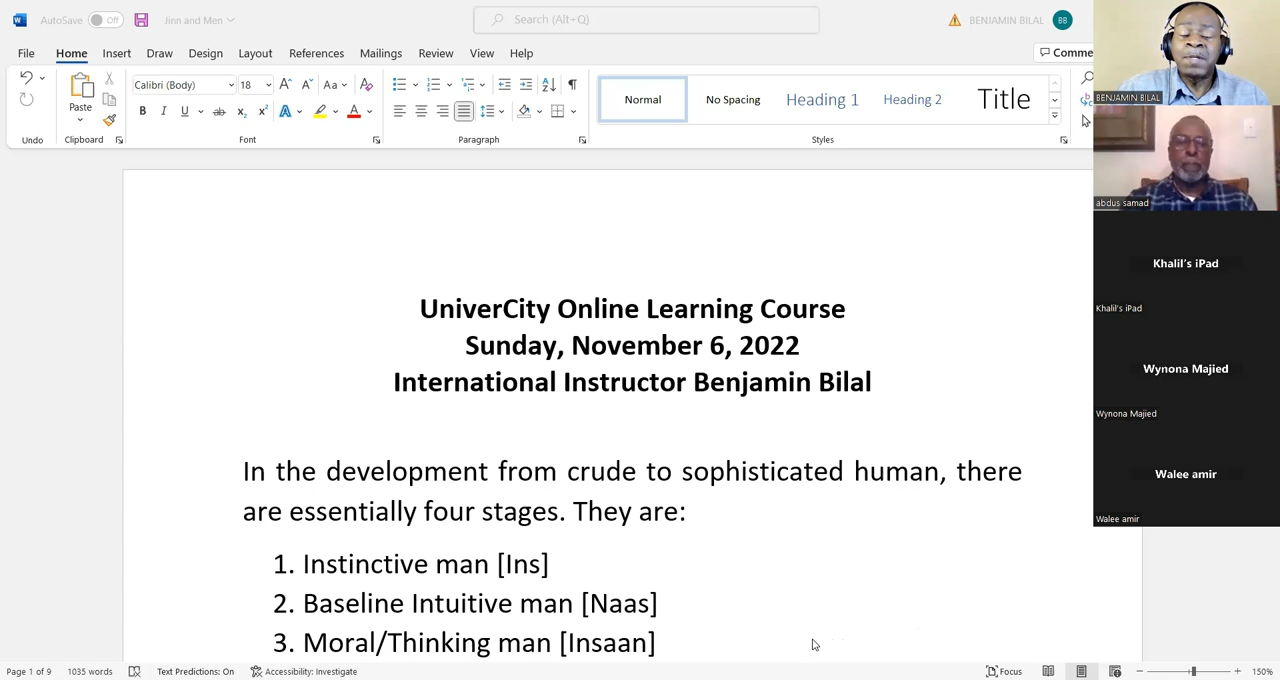 AutoSave Off Jinn and Men Search (Alt+Q) BENJAMIN BILAL BB
File Home Insert Draw Design Layout References Mailings Review View Help Comme
Paste Calibri (Body) 18 Normal No Spacing Heading 1 Heading 2 Title
Undo Clipboard Font Paragraph Styles
BENJAMIN BILAL
abdus samad
Khalil's iPad
Khalil's iPad
Wynona Majied
Wynona Majied
Walee amir
Walee amir
UniverCity Online Learning Course
Sunday, November 6, 2022
International Instructor Benjamin Bilal
In the development from crude to sophisticated human, there
are essentially four stages. They are:
1. Instinctive man [Ins]
2. Baseline Intuitive man [Naas]
3. Moral/Thinking man [Insaan]
Page 1 of 9 1035 words Text Predictions: On Accessibility: Investigate Focus 150%